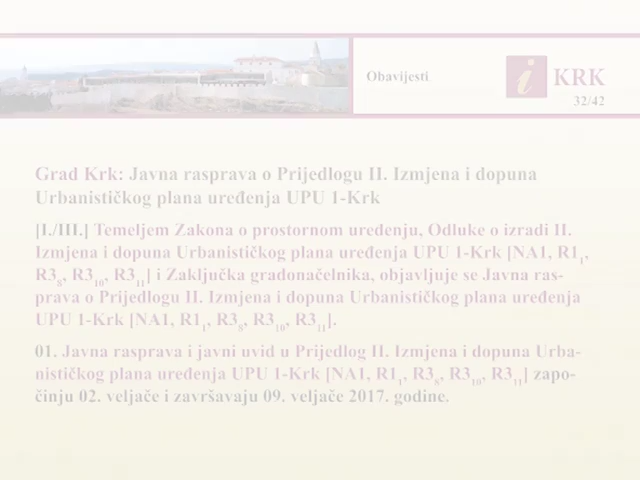 Obavijesti
i KRK
32/42
Grad Krk: Javna rasprava o Prijedlogu II. Izmjena i dopuna
Urbanističkog plana uređenja UPU 1-Krk
[I./III.] Temeljem Zakona o prostornom uređenju, Odluke o izradi II.
Izmjena i dopuna Urbanističkog plana uređenja UPU 1-Krk [NA1, R1₁,
R3₈, R3₁₀, R3₁₁] i Zaključka gradonačelnika, objavljuje se Javna ras-
prava o Prijedlogu II. Izmjena i dopuna Urbanističkog plana uređenja
UPU 1-Krk [NA1, R1₁, R3₈, R3₁₀, R3₁₁].
01. Javna rasprava i javni uvid u Prijedlog II. Izmjena i dopuna Urba-
nističkog plana uređenja UPU 1-Krk [NA1, R1₁, R3₈, R3₁₀, R3₁₁] zapo-
činju 02. veljače i završavaju 09. veljače 2017. godine.